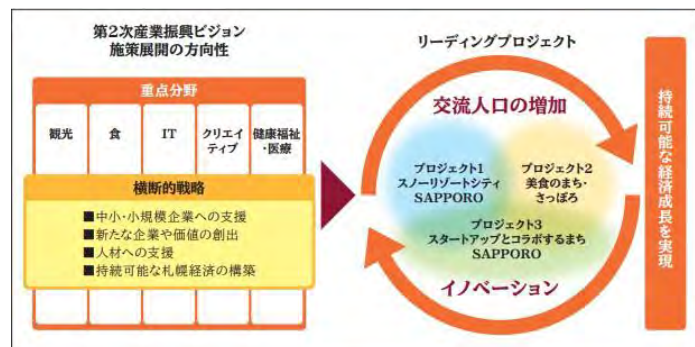 第2次産業振興ビジョン
施策展開の方向性
重点分野
観光
食
IT
クリエイ
ティブ
健康福祉
・医療
横断的戦略
■中小・小規模企業への支援
■新たな企業や価値の創出
■人材への支援
■持続可能な札幌経済の構築
リーディングプロジェクト
交流人口の増加
プロジェクト1
スノーリゾートシティ
SAPPORO
プロジェクト2
美食のまち・
さっぽろ
プロジェクト3
スタートアップとコラボするまち
SAPPORO
イノベーション
持続可能な経済成長を実現